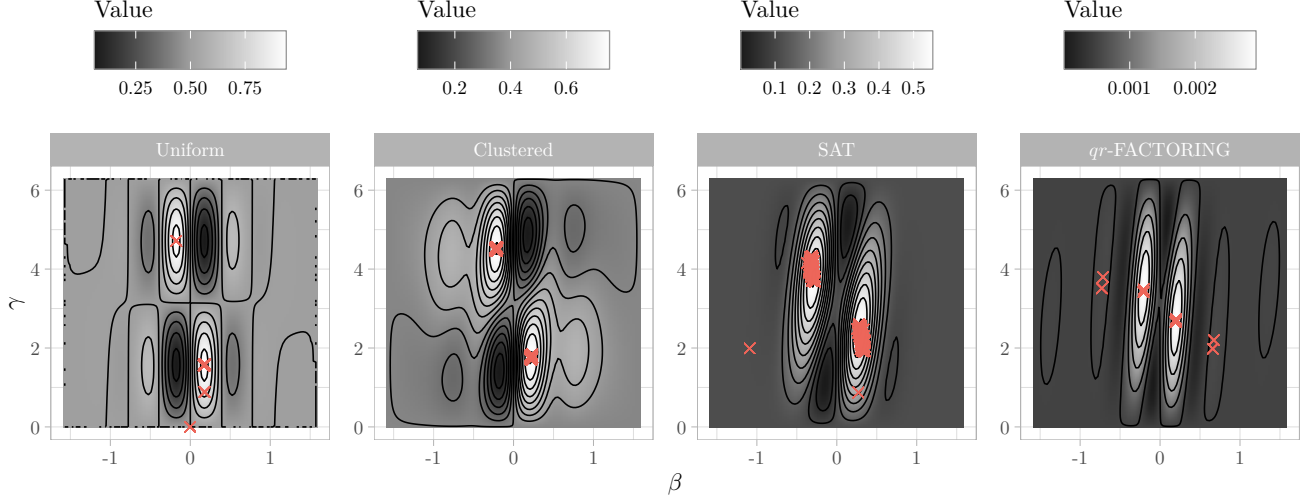 Value Value Value Value
0.25 0.50 0.75 0.2 0.4 0.6 0.1 0.2 0.3 0.4 0.5 0.001 0.002
Uniform Clustered SAT qr-FACTORING
6 6 6 6
4 4 4 4
γ
2 2 2 2
0 0 0 0
-1 0 1 -1 0 1 -1 0 1 -1 0 1
β